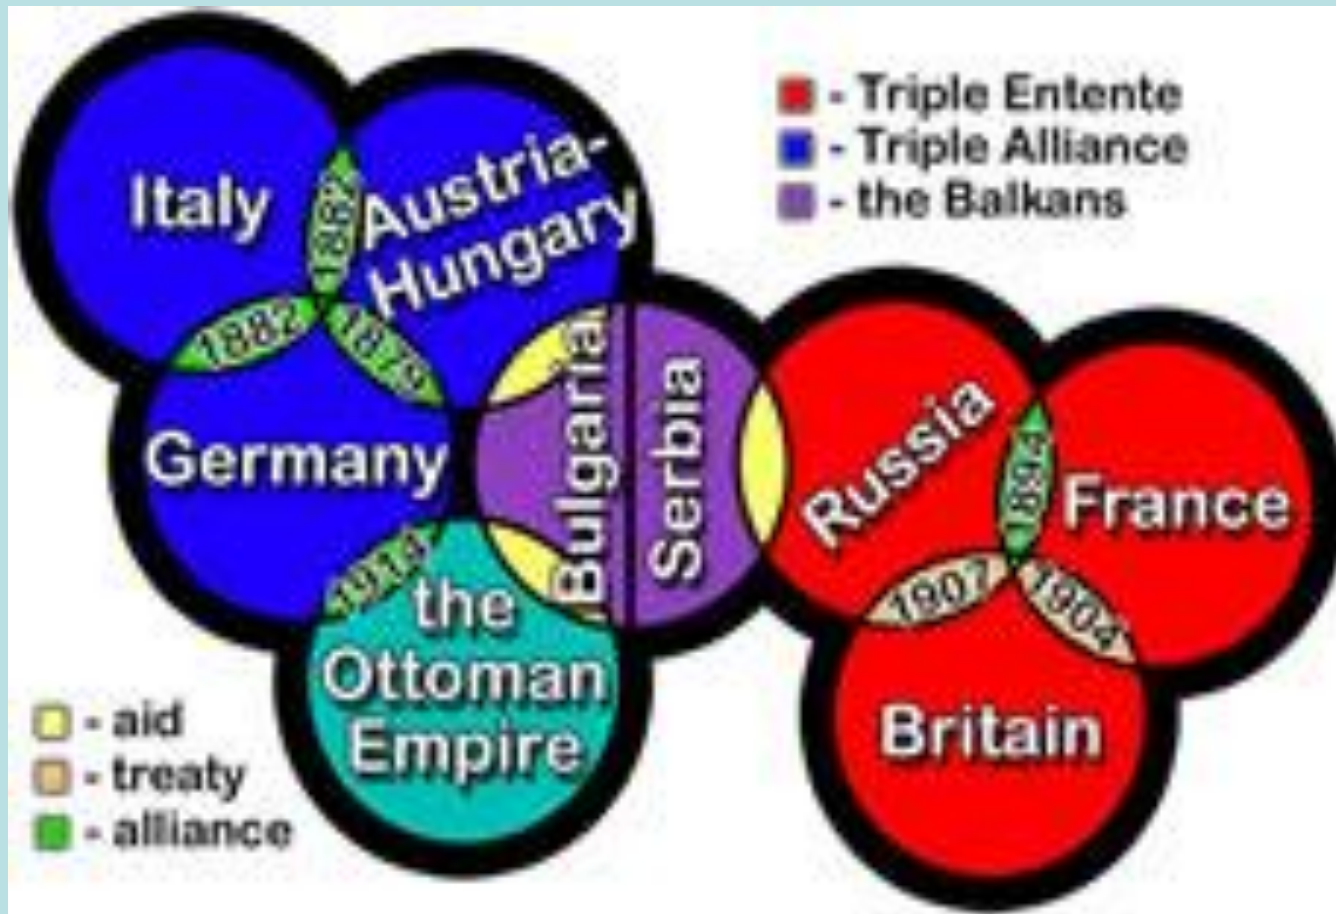 - Triple Entente
- Triple Alliance
- the Balkans
Italy
Austria-
Hungary
1882
1882
1879
Germany
Bulgaria
Serbia
Russia
France
1894
1907
1904
1914
the
Ottoman
Empire
Britain
- aid
- treaty
- alliance